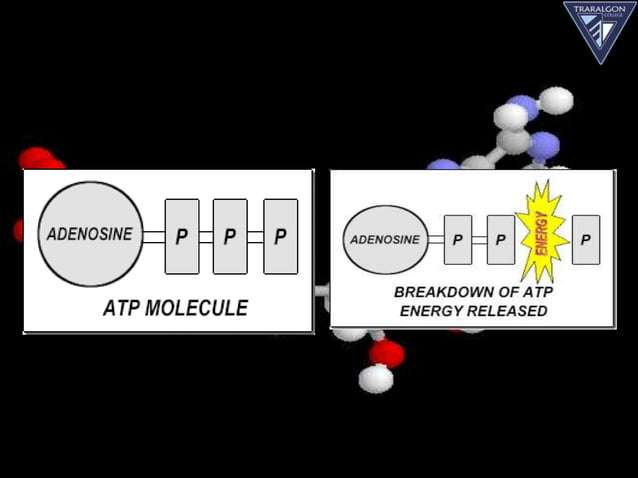 TRARALGON
COLLEGE
ADENOSINE
P P P
ATP MOLECULE
ADENOSINE
P P ENERGY P
BREAKDOWN OF ATP
ENERGY RELEASED